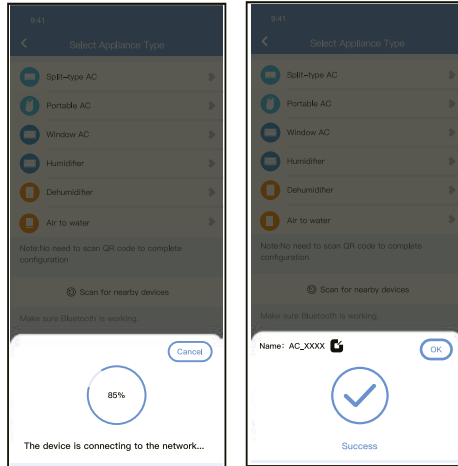 9:41
Select Appliance Type
Split-type AC
Portable AC
Window AC
Humidifier
Dehumidifier
Air to water
Note:No need to scan QR code to complete
configuration
Scan for nearby devices
Make sure Bluetooth is working.
Cancel
85%
The device is connecting to the network...
9:41
Select Appliance Type
Split-type AC
Portable AC
Window AC
Humidifier
Dehumidifier
Air to water
Note:No need to scan QR code to complete
configuration
Scan for nearby devices
Make sure Bluetooth is working.
Name: AC_XXXX
OK
Success